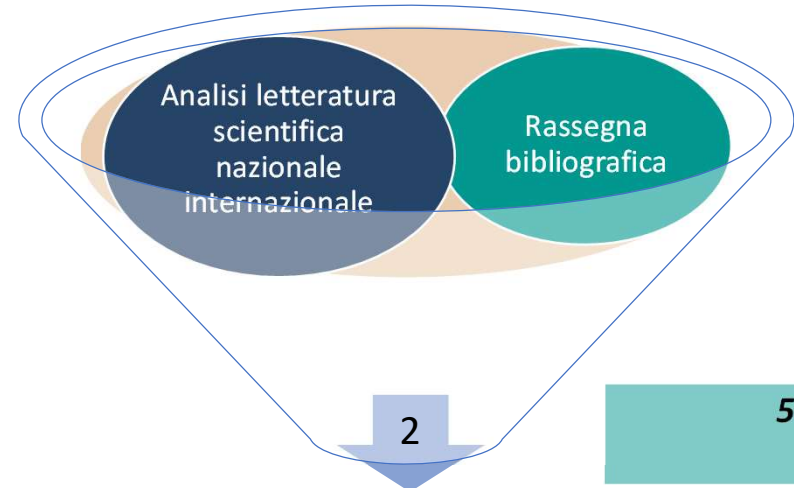 Analisi letteratura
scientifica
nazionale
internazionale
Rassegna
bibliografica
2
5